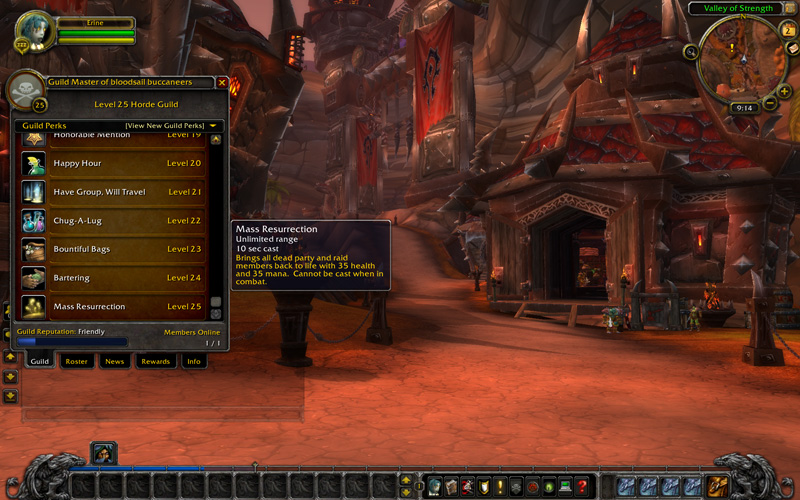 Erine
Valley of Strength
N
2
9:14
Guild Master of bloodsail buccaneers
25
Level 25 Horde Guild
Guild Perks [View New Guild Perks]
Honorable Mention Level 19
Happy Hour Level 20
Have Group, Will Travel Level 21
Chug-A-Lug Level 22
Bountiful Bags Level 23
Bartering Level 24
Mass Resurrection Level 25
Guild Reputation: Friendly Members Online
1 / 1
Guild Roster News Rewards Info
Mass Resurrection
Unlimited range
10 sec cast
Brings all dead party and raid
members back to life with 35 health
and 35 mana. Cannot be cast when in
combat.